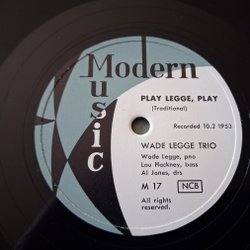 Modern
Music
PLAY LEGGE, PLAY
(Traditional)
Recorded 10.2 1953
WADE LEGGE TRIO
Wade Legge, pno
Lou Hackney, bass
Al Jones, drs
M 17 NCB
All rights
reserved.